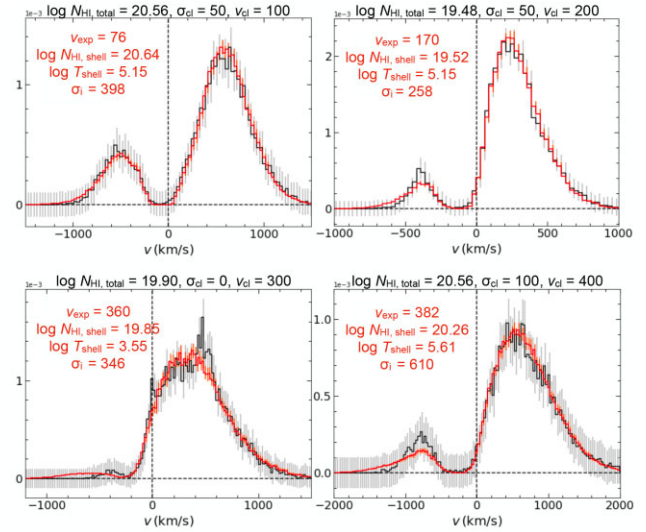 log N_HI, total = 20.56, σ_cl = 50, v_cl = 100
1e−3
v_exp = 76
log N_HI, shell = 20.64
log T_shell = 5.15
σ_i = 398
1
0
−1000 0 1000
v (km/s)
log N_HI, total = 19.48, σ_cl = 50, v_cl = 200
1e−3
v_exp = 170
log N_HI, shell = 19.52
log T_shell = 5.15
σ_i = 258
2
1
0
−1000 −500 0 500 1000
v (km/s)
log N_HI, total = 19.90, σ_cl = 0, v_cl = 300
1e−3
v_exp = 360
log N_HI, shell = 19.85
log T_shell = 3.55
σ_i = 346
1
0
−1000 −500 0 500 1000 1500
v (km/s)
log N_HI, total = 20.56, σ_cl = 100, v_cl = 400
1e−3
v_exp = 382
log N_HI, shell = 20.26
log T_shell = 5.61
σ_i = 610
1.0
0.5
0.0
−2000 −1000 0 1000 2000
v (km/s)